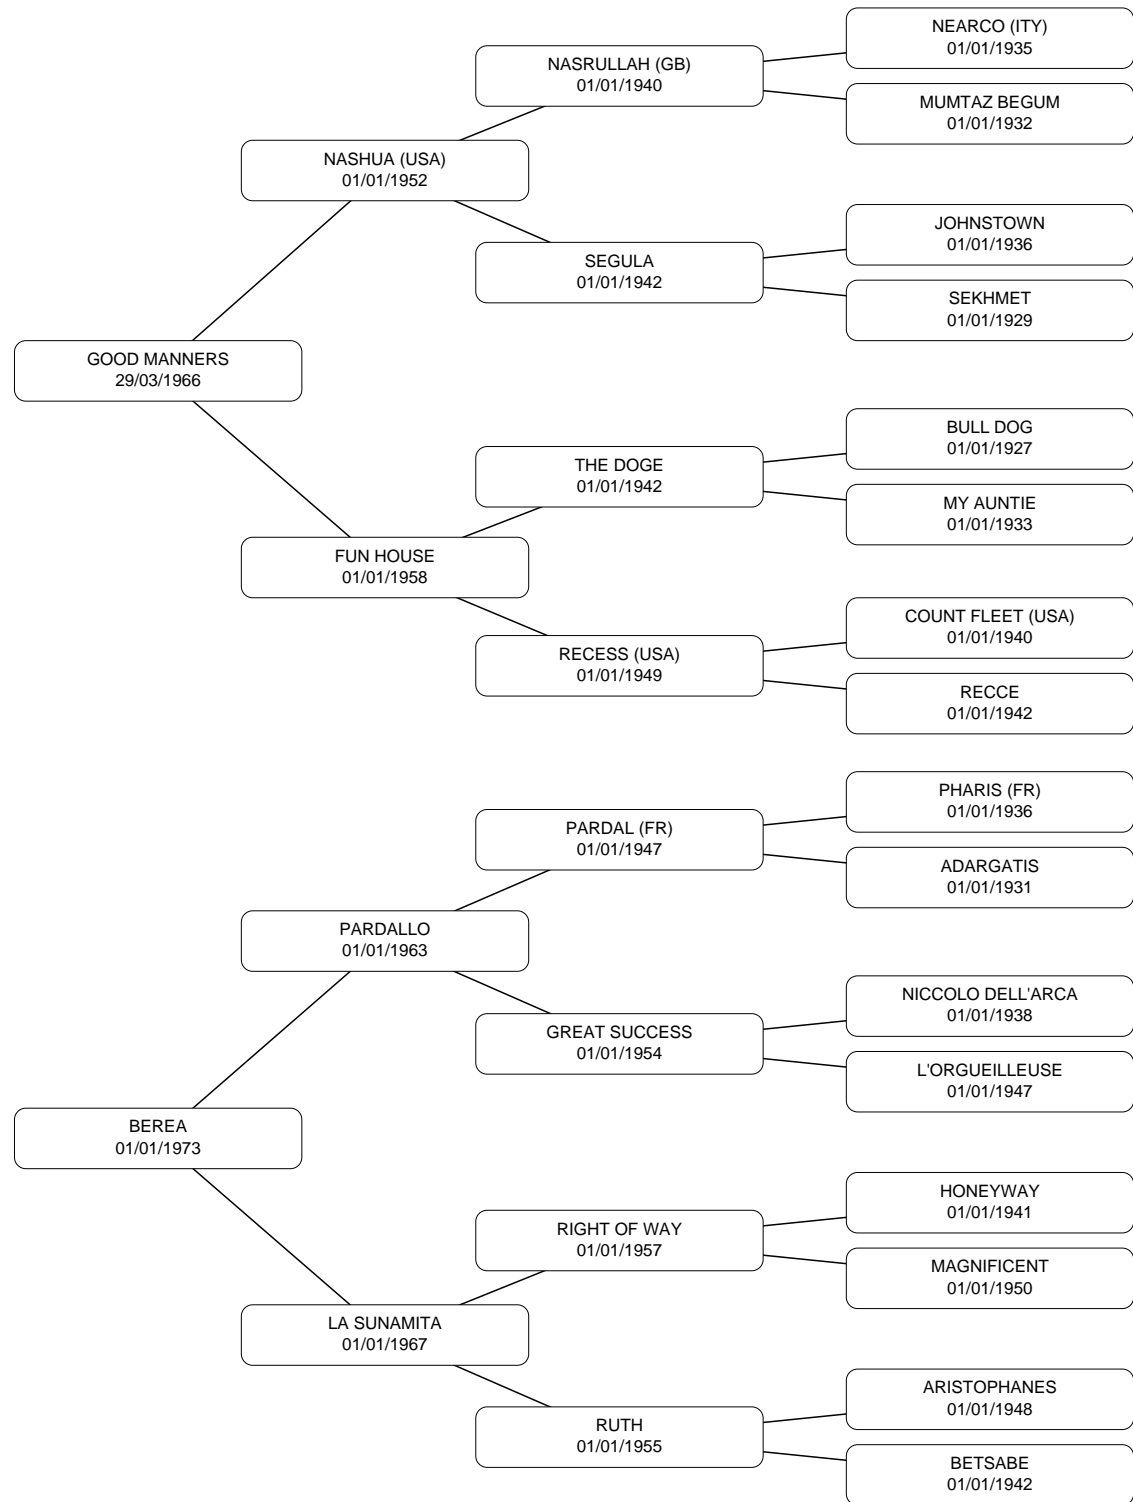 NEARCO (ITY)
01/01/1935
NASRULLAH (GB)
01/01/1940
MUMTAZ BEGUM
01/01/1932
NASHUA (USA)
01/01/1952
JOHNSTOWN
01/01/1936
SEGULA
01/01/1942
SEKHMET
01/01/1929
GOOD MANNERS
29/03/1966
BULL DOG
01/01/1927
THE DOGE
01/01/1942
MY AUNTIE
01/01/1933
FUN HOUSE
01/01/1958
COUNT FLEET (USA)
01/01/1940
RECESS (USA)
01/01/1949
RECCE
01/01/1942
PHARIS (FR)
01/01/1936
PARDAL (FR)
01/01/1947
ADARGATIS
01/01/1931
PARDALLO
01/01/1963
NICCOLO DELL'ARCA
01/01/1938
GREAT SUCCESS
01/01/1954
L'ORGUEILLEUSE
01/01/1947
BEREA
01/01/1973
HONEYWAY
01/01/1941
RIGHT OF WAY
01/01/1957
MAGNIFICENT
01/01/1950
LA SUNAMITA
01/01/1967
ARISTOPHANES
01/01/1948
RUTH
01/01/1955
BETSABE
01/01/1942